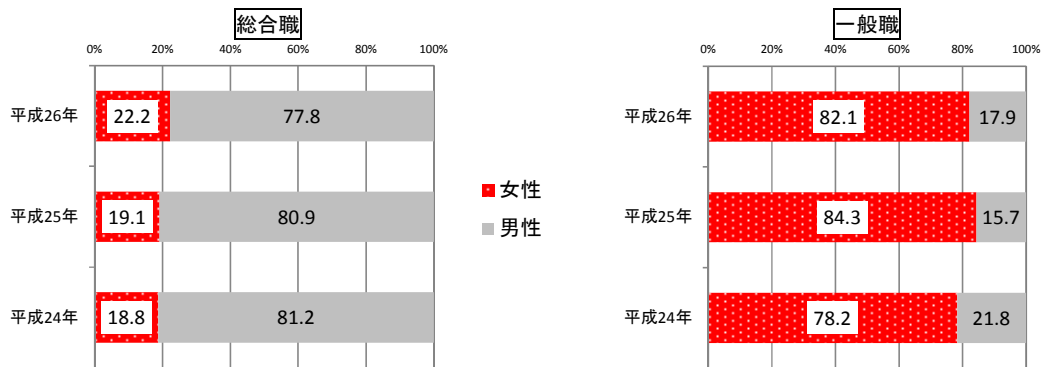 総合職
0% 20% 40% 60% 80% 100%
平成26年 22.2 77.8
平成25年 19.1 80.9
平成24年 18.8 81.2
女性
男性
一般職
0% 20% 40% 60% 80% 100%
平成26年 82.1 17.9
平成25年 84.3 15.7
平成24年 78.2 21.8